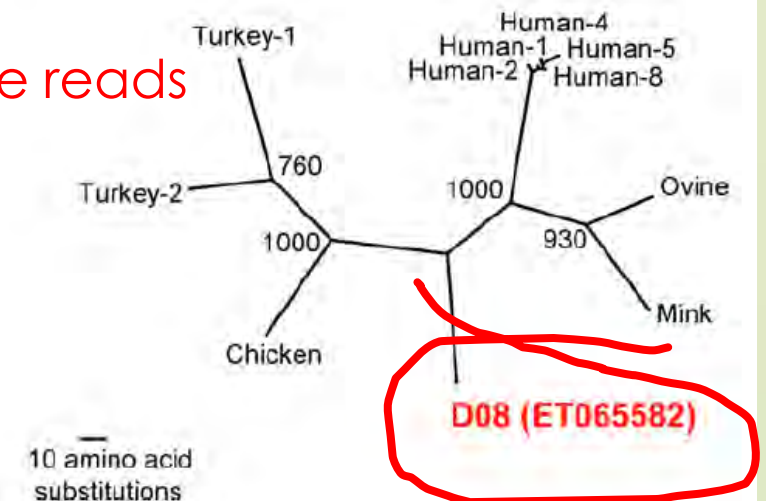 e reads
Turkey-1
Human-4
Human-1
Human-5
Human-2
Human-8
760
Turkey-2
1000
Ovine
1000
930
Mink
Chicken
D08 (ET065582)
10 amino acid
substitutions